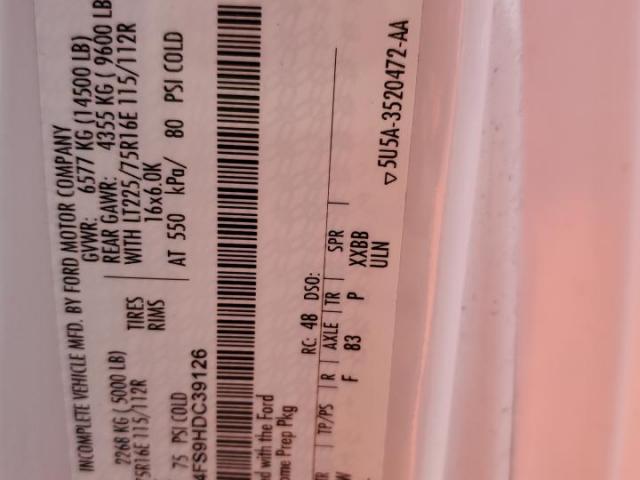 INCOMPLETE VEHICLE MFD. BY FORD MOTOR COMPANY
GVWR: 6577 KG (14500 LB)
2268 KG ( 5000 LB) REAR GAWR: 4355 KG ( 9600 LB
75R16E 115/112R TIRES WITH LT225/75R16E 115/112R
RIMS 16x6.0K
75 PSI COLD AT 550 kPa/ 80 PSI COLD
4FS9HDC39126
with the Ford
ome Prep Pkg
RC: 48 DSO:
TP/PS R AXLE TR SPR
F 83 P XXBB
ULN
▽5U5A-3520472-AA